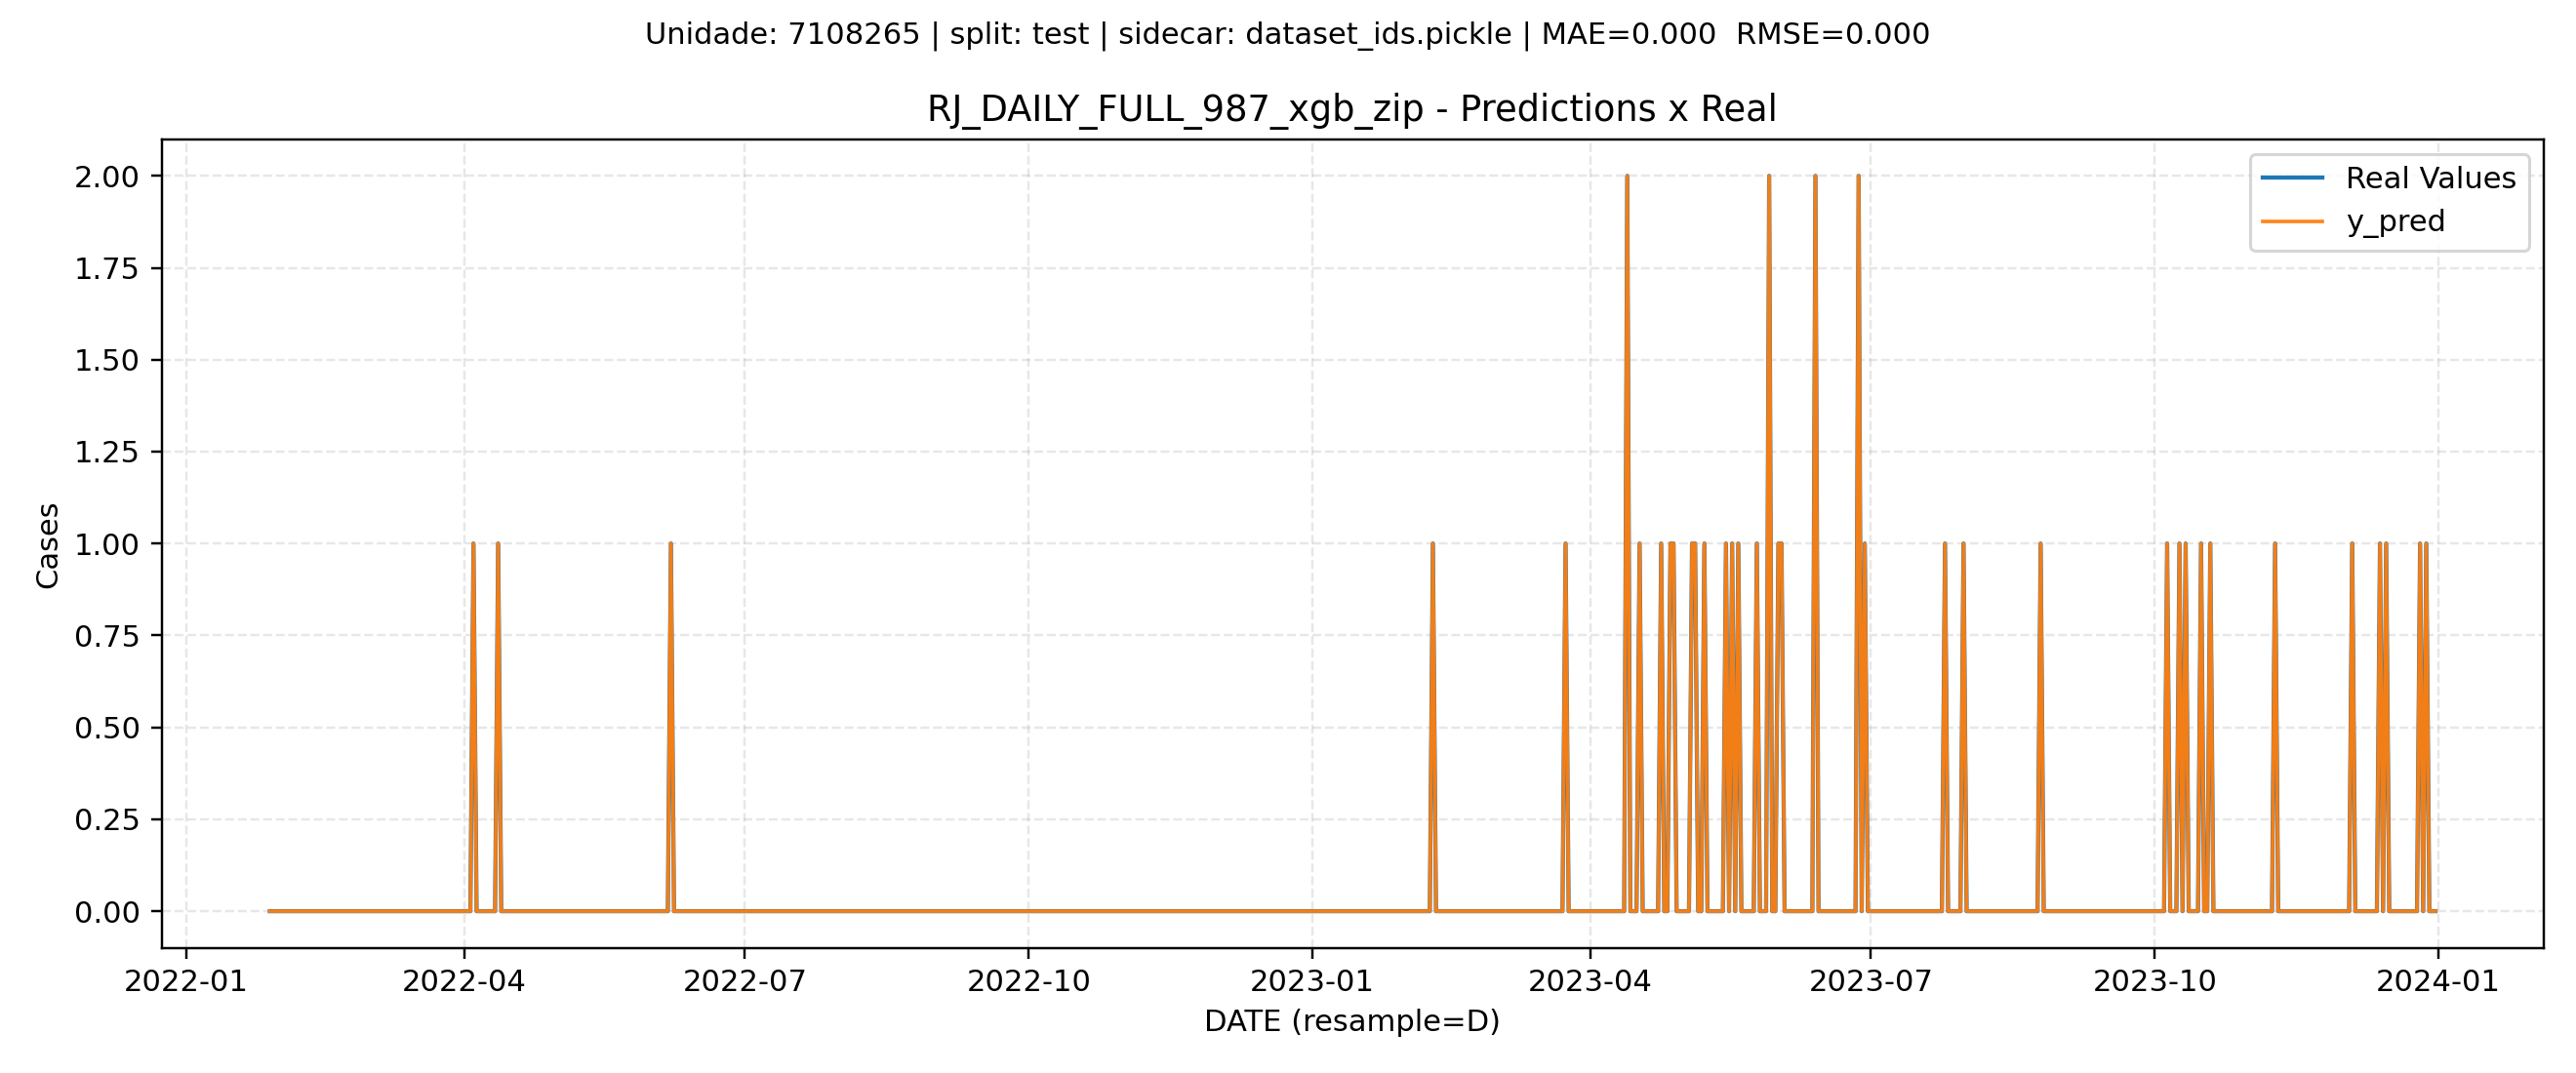 Unidade: 7108265 | split: test | sidecar: dataset_ids.pickle | MAE=0.000  RMSE=0.000
RJ_DAILY_FULL_987_xgb_zip - Predictions x Real
Real Values
y_pred
Cases
2.00
1.75
1.50
1.25
1.00
0.75
0.50
0.25
0.00
2022-01 2022-04 2022-07 2022-10 2023-01 2023-04 2023-07 2023-10 2024-01
DATE (resample=D)